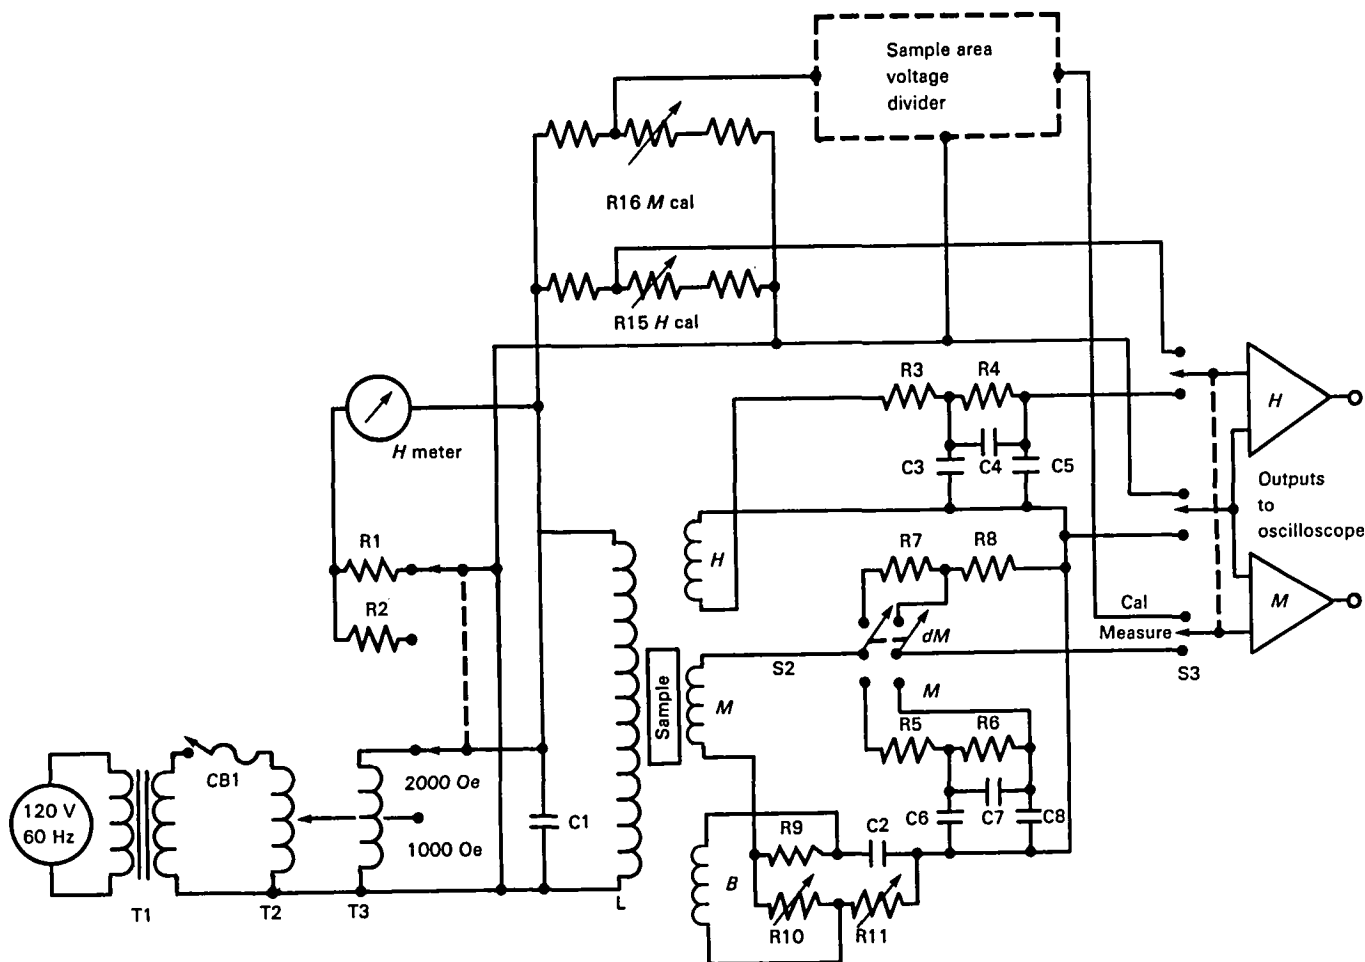 Sample area
voltage
divider
R16 M cal
R15 H cal
H meter
R3
R4
C3
C4
C5
H
Outputs
to
oscilloscope
H
M
R1
R2
R7
R8
Cal
Measure
dM
S2
S3
Sample
M
M
R5
R6
C6
C7
C8
CB1
2000 Oe
1000 Oe
120 V
60 Hz
C1
R9
C2
B
R10
R11
T1
T2
T3
L